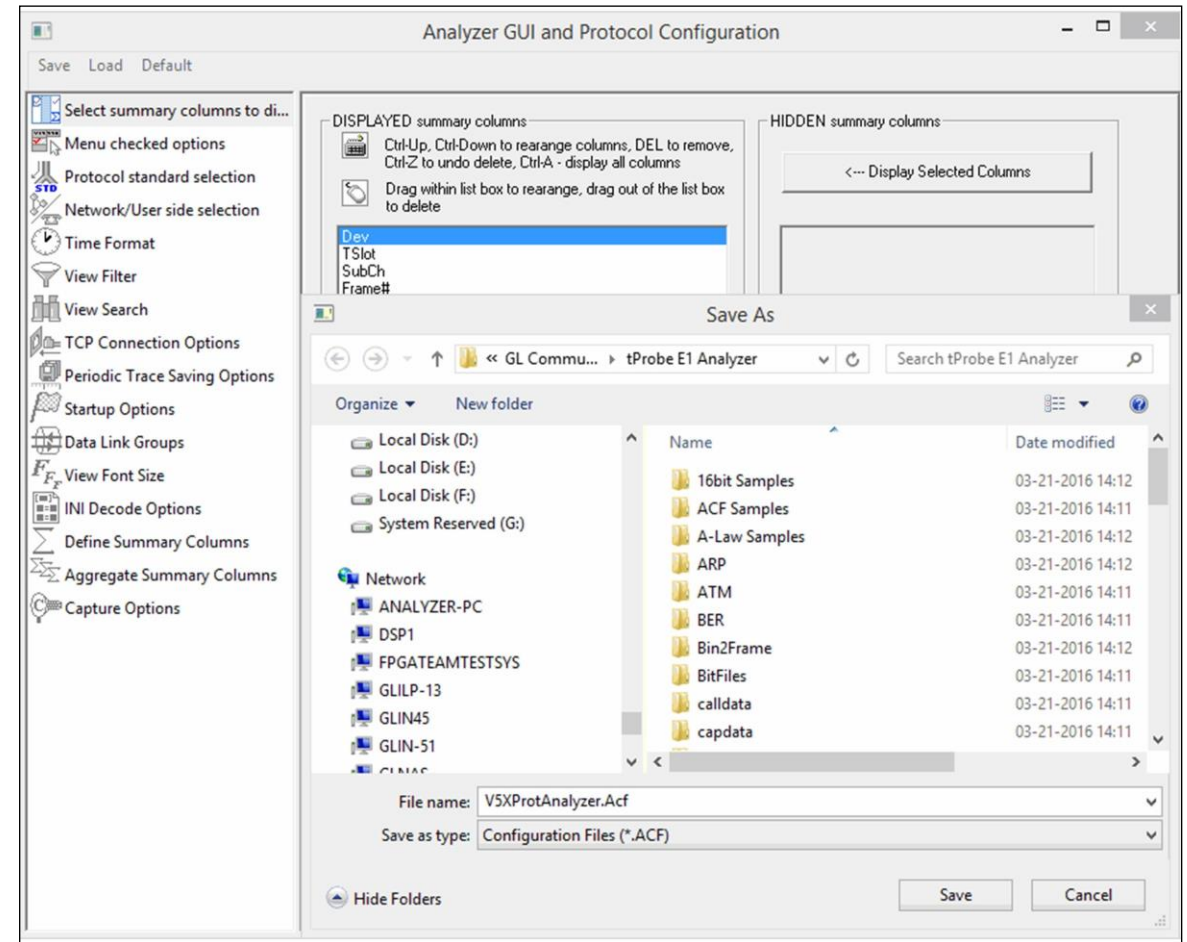 Analyzer GUI and Protocol Configuration
Save Load Default
Select summary columns to di...
Menu checked options
Protocol standard selection
Network/User side selection
Time Format
View Filter
View Search
TCP Connection Options
Periodic Trace Saving Options
Startup Options
Data Link Groups
View Font Size
INI Decode Options
Define Summary Columns
Aggregate Summary Columns
Capture Options
DISPLAYED summary columns
Ctrl-Up, Ctrl-Down to rearange columns, DEL to remove,
Ctrl-Z to undo delete, Ctrl-A - display all columns
Drag within list box to rearange, drag out of the list box
to delete
Dev
TSlot
SubCh
Frame#
HIDDEN summary columns
<--- Display Selected Columns
Save As
« GL Commu... tProbe E1 Analyzer
Search tProbe E1 Analyzer
Organize New folder
Local Disk (D:)
Local Disk (E:)
Local Disk (F:)
System Reserved (G:)
Network
ANALYZER-PC
DSP1
FPGATEAMTESTSYS
GLILP-13
GLIN45
GLIN-51
Name Date modified
16bit Samples 03-21-2016 14:12
ACF Samples 03-21-2016 14:11
A-Law Samples 03-21-2016 14:12
ARP 03-21-2016 14:12
ATM 03-21-2016 14:11
BER 03-21-2016 14:11
Bin2Frame 03-21-2016 14:12
BitFiles 03-21-2016 14:11
calldata 03-21-2016 14:11
capdata 03-21-2016 14:11
File name: V5XProtAnalyzer.Acf
Save as type: Configuration Files (*.ACF)
Hide Folders
Save Cancel